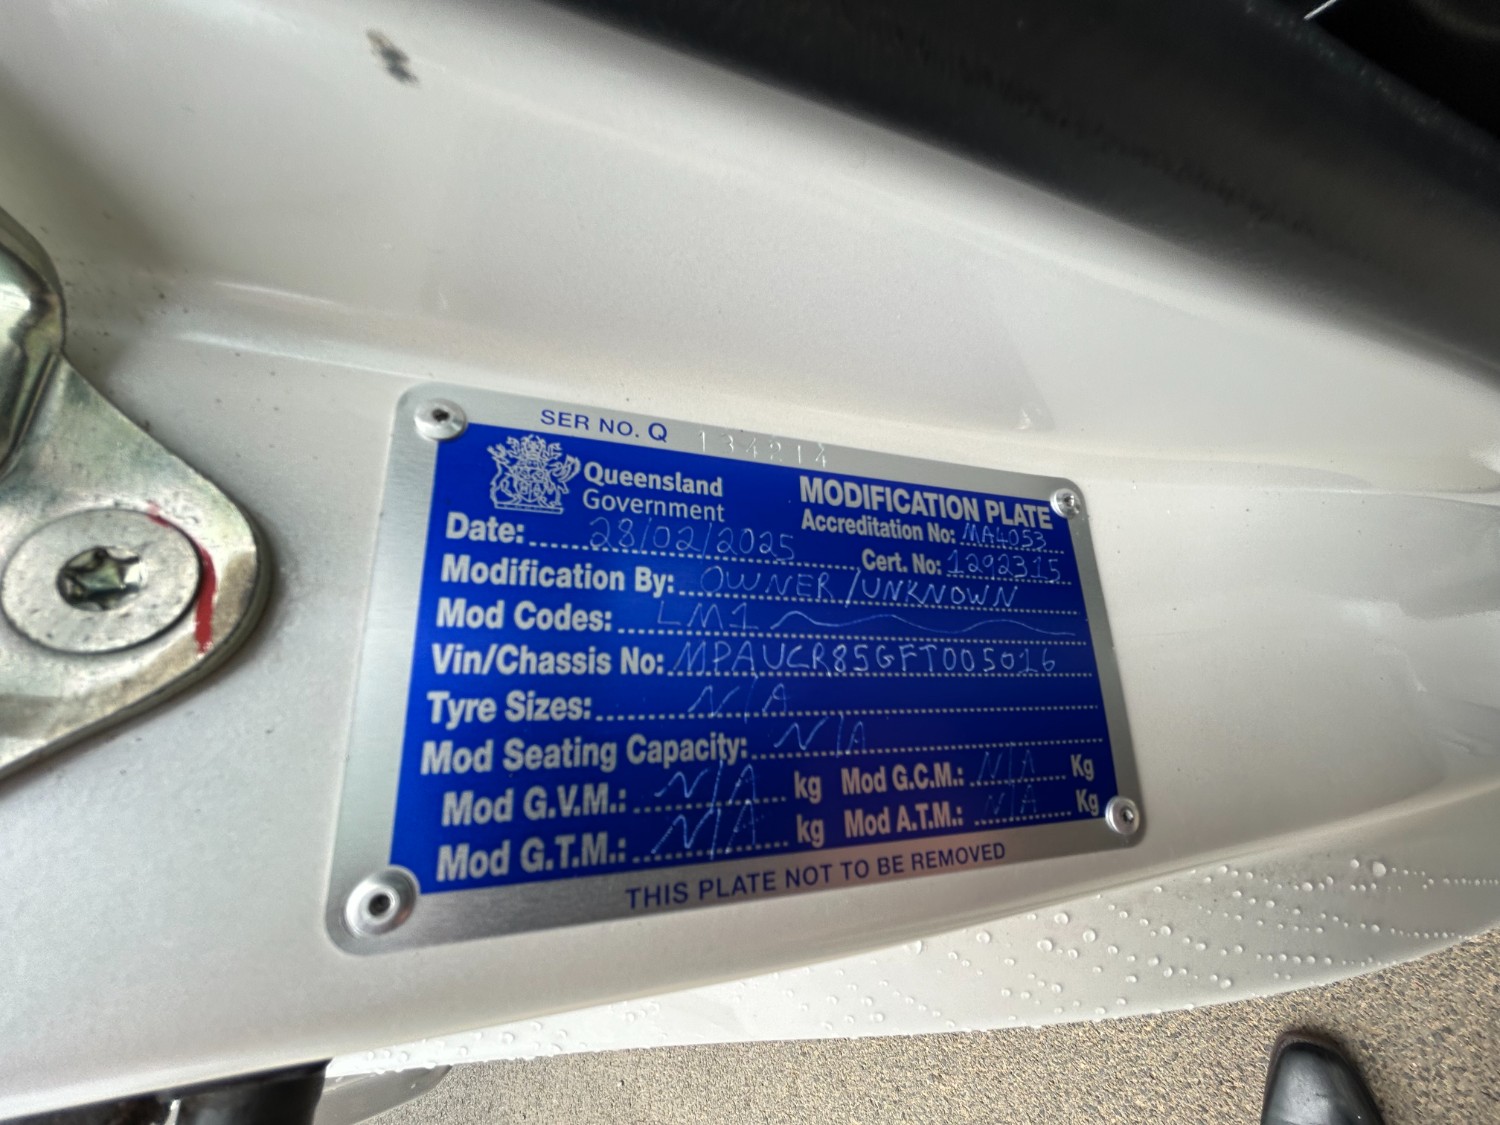 SER NO. Q 134214
Queensland
Government
MODIFICATION PLATE
Accreditation No: MA4053
Date: 28/02/2025
Cert. No: 1292315
Modification By: OWNER/UNKNOWN
Mod Codes: LM1
Vin/Chassis No: MPAUCR85GFT005016
Tyre Sizes: N/A
Mod Seating Capacity: N/A
Mod G.V.M.: N/A kg Mod G.C.M.: N/A Kg
Mod G.T.M.: N/A kg Mod A.T.M.: N/A Kg
THIS PLATE NOT TO BE REMOVED